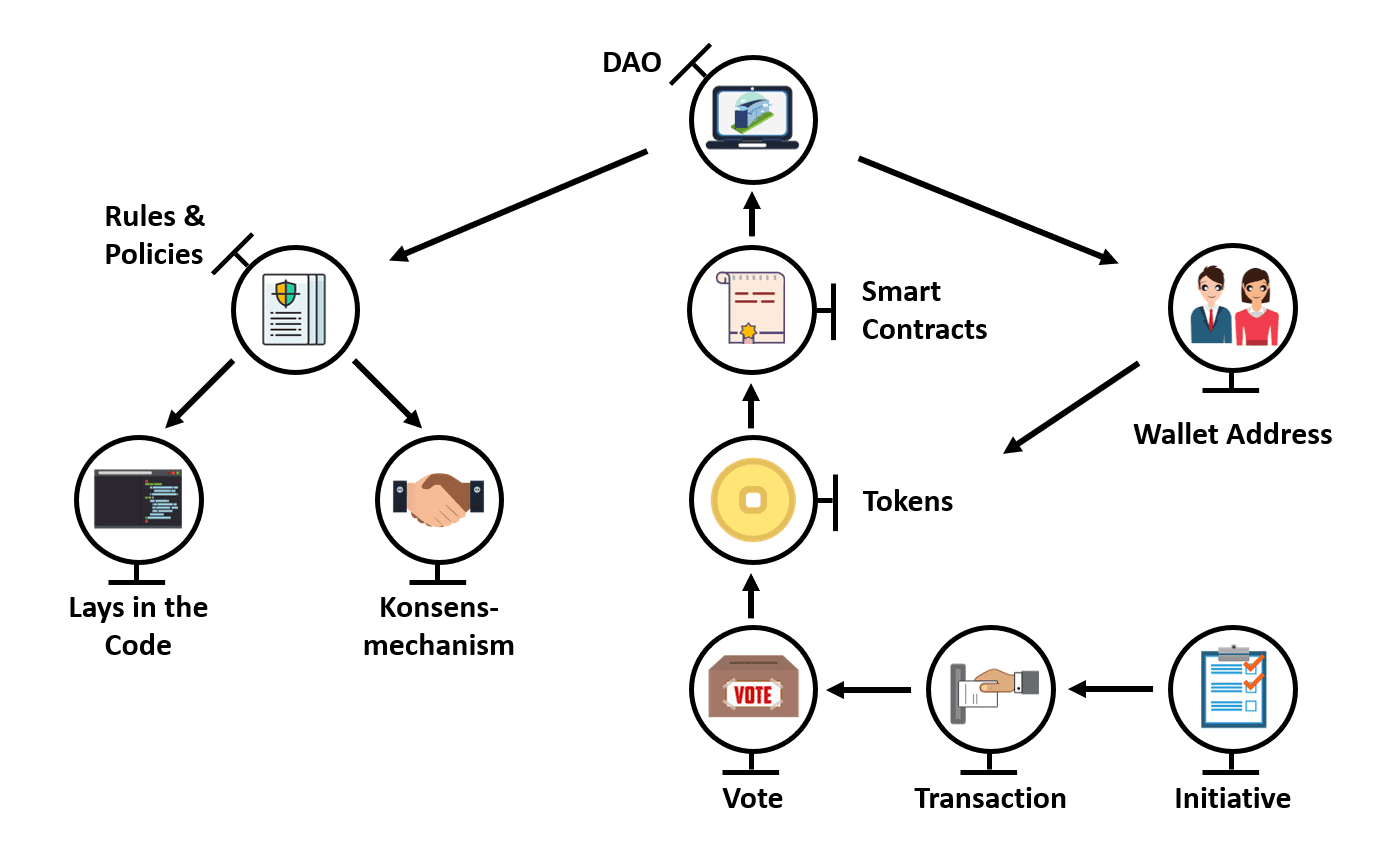 DAO
Rules &
Policies
Smart
Contracts
Wallet Address
Tokens
Lays in the
Code
Konsens-
mechanism
VOTE
Vote
Transaction
Initiative